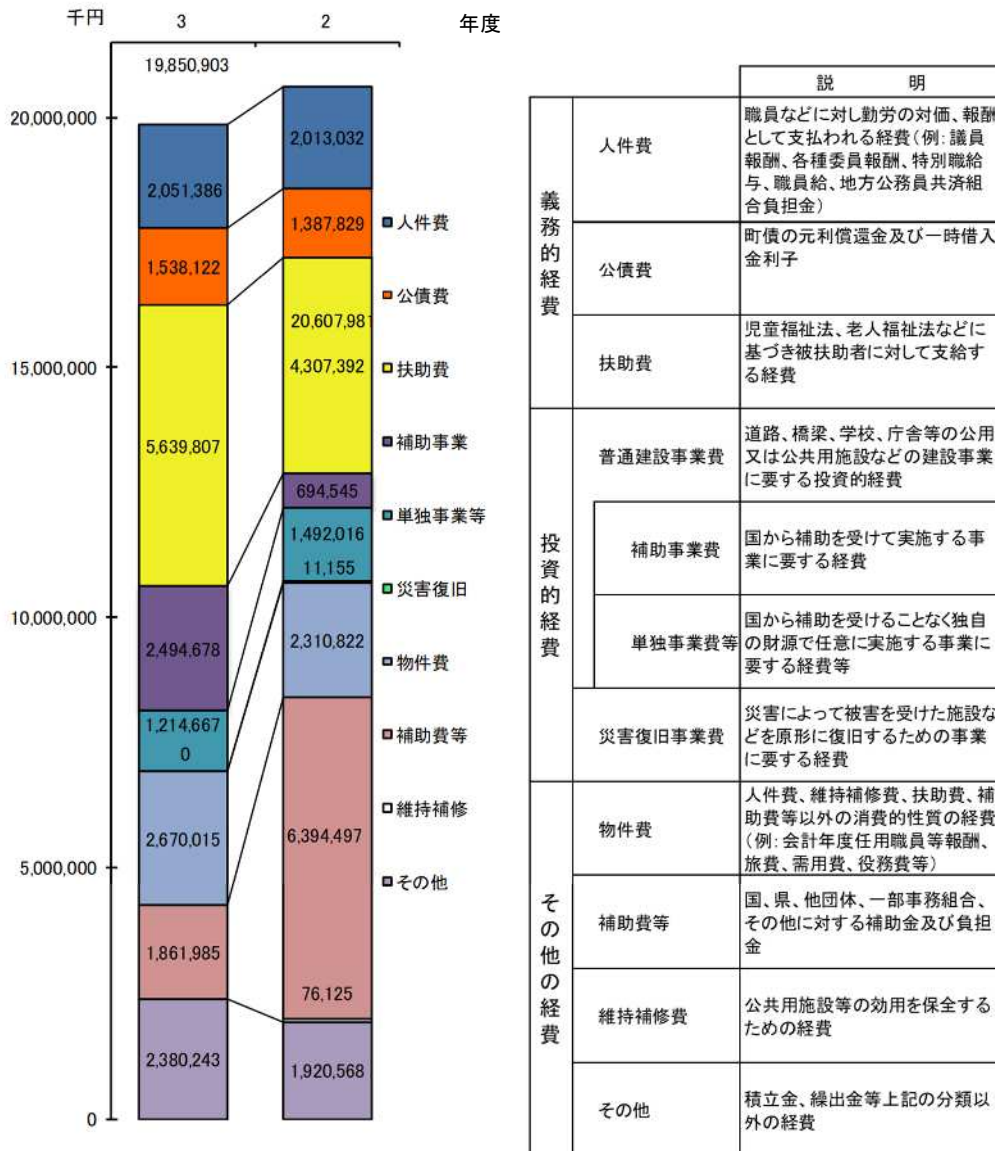 千円
3
2
年度
19,850,903
20,000,000
15,000,000
10,000,000
5,000,000
0
2,051,386
1,538,122
5,639,807
2,494,678
1,214,667
0
2,670,015
1,861,985
2,380,243
2,013,032
1,387,829
20,607,981
4,307,392
694,545
1,492,016
11,155
2,310,822
6,394,497
76,125
1,920,568
人件費
公債費
扶助費
補助事業
単独事業等
災害復旧
物件費
補助費等
維持補修
その他
説 明
義務的経費
人件費
職員などに対し勤労の対価、報酬
として支払われる経費(例:議員
報酬、各種委員報酬、特別職給
与、職員給、地方公務員共済組
合負担金)
公債費
町債の元利償還金及び一時借入
金利子
扶助費
児童福祉法、老人福祉法などに
基づき被扶助者に対して支給す
る経費
投資的経費
普通建設事業費
道路、橋梁、学校、庁舎等の公用
又は公共用施設などの建設事業
に要する投資的経費
補助事業費
国から補助を受けて実施する事
業に要する経費
単独事業費等
国から補助を受けることなく独自
の財源で任意に実施する事業に
要する経費等
災害復旧事業費
災害によって被害を受けた施設な
どを原形に復旧するための事業
に要する経費
その他の経費
物件費
人件費、維持補修費、扶助費、補
助費等以外の消費的性質の経費
(例:会計年度任用職員等報酬、
旅費、需用費、役務費等)
補助費等
国、県、他団体、一部事務組合、
その他に対する補助金及び負担
金
維持補修費
公共用施設等の効用を保全する
ための経費
その他
積立金、繰出金等上記の分類以
外の経費